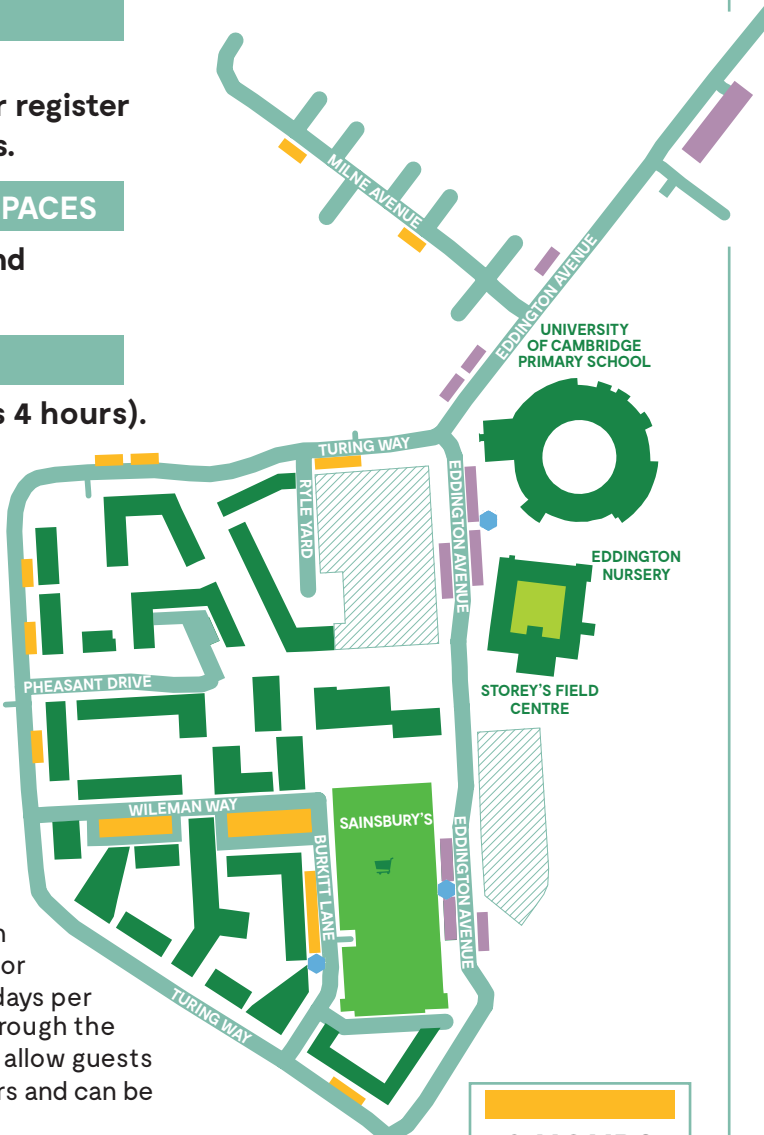 r register
s.
PACES
nd
s 4 hours).
MILNE AVENUE
EDDINGTON AVENUE
UNIVERSITY
OF CAMBRIDGE
PRIMARY SCHOOL
TURING WAY
RYLE YARD
EDDINGTON AVENUE
EDDINGTON
NURSERY
PHEASANT DRIVE
STOREY'S FIELD
CENTRE
WILEMAN WAY
SAINSBURY'S
BURKITT LANE
EDDINGTON AVENUE
n
or
days per
TURING WAY
rough the
allow guests
rs and can be